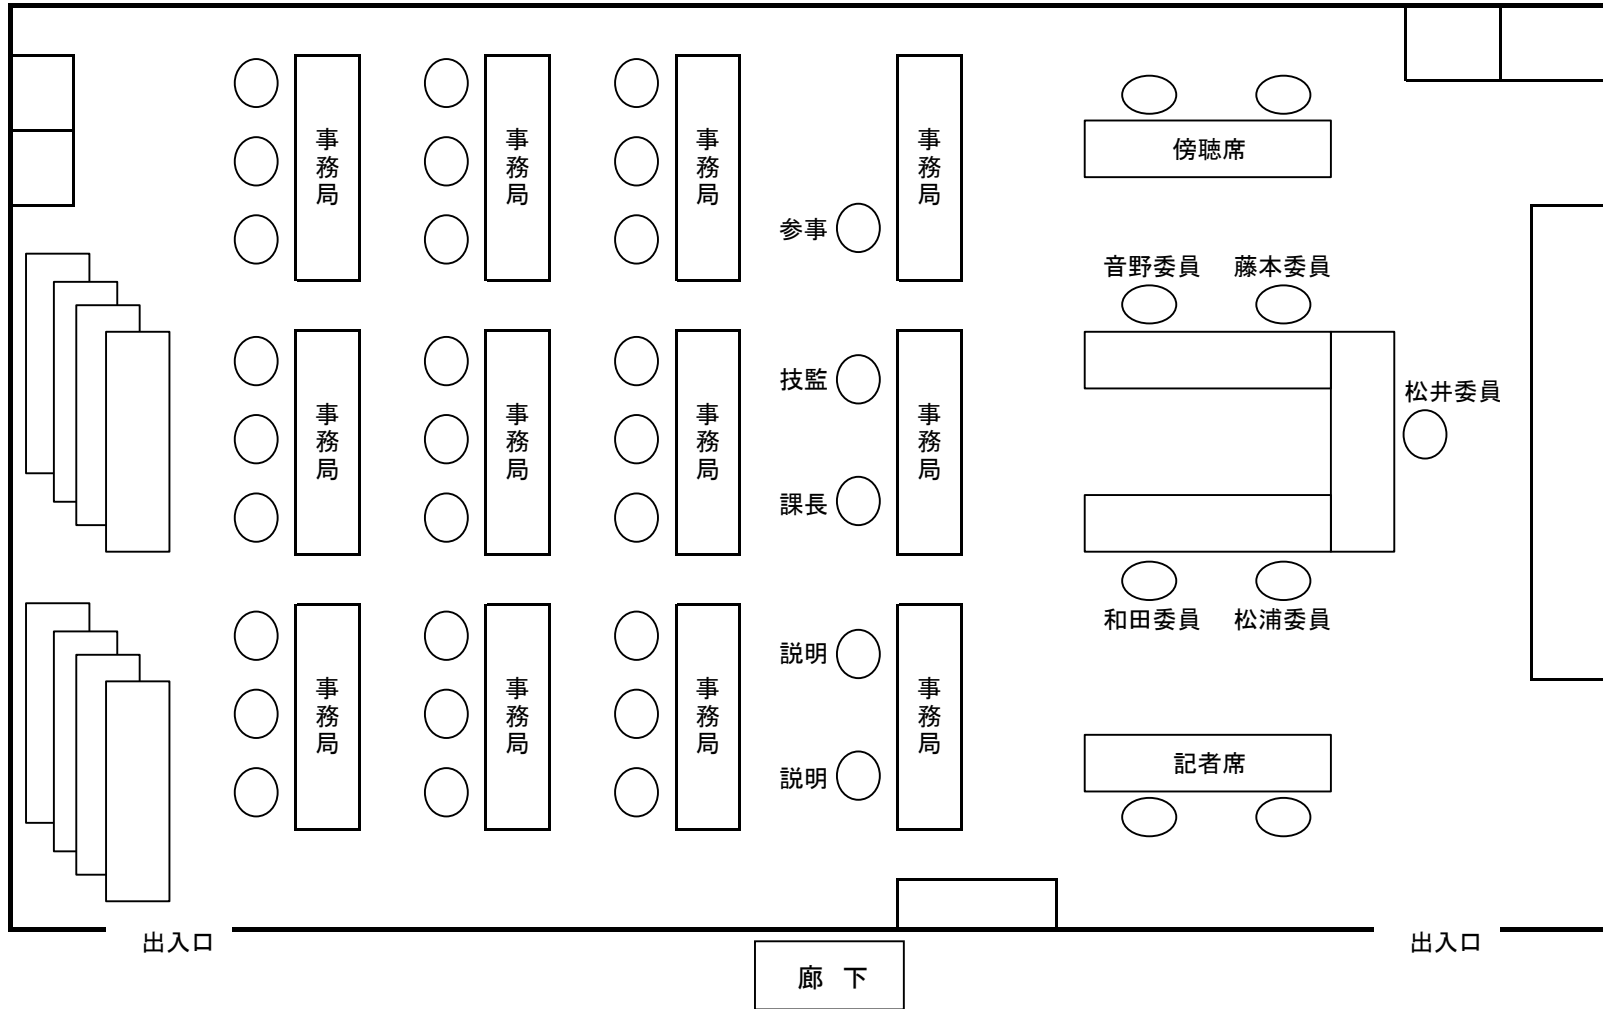 事務局
事務局
事務局
事務局
傍聴席
参事
音野委員 藤本委員
事務局
事務局
事務局
技監
事務局
松井委員
課長
和田委員 松浦委員
事務局
事務局
事務局
説明
事務局
説明
記者席
出入口
出入口
廊 下